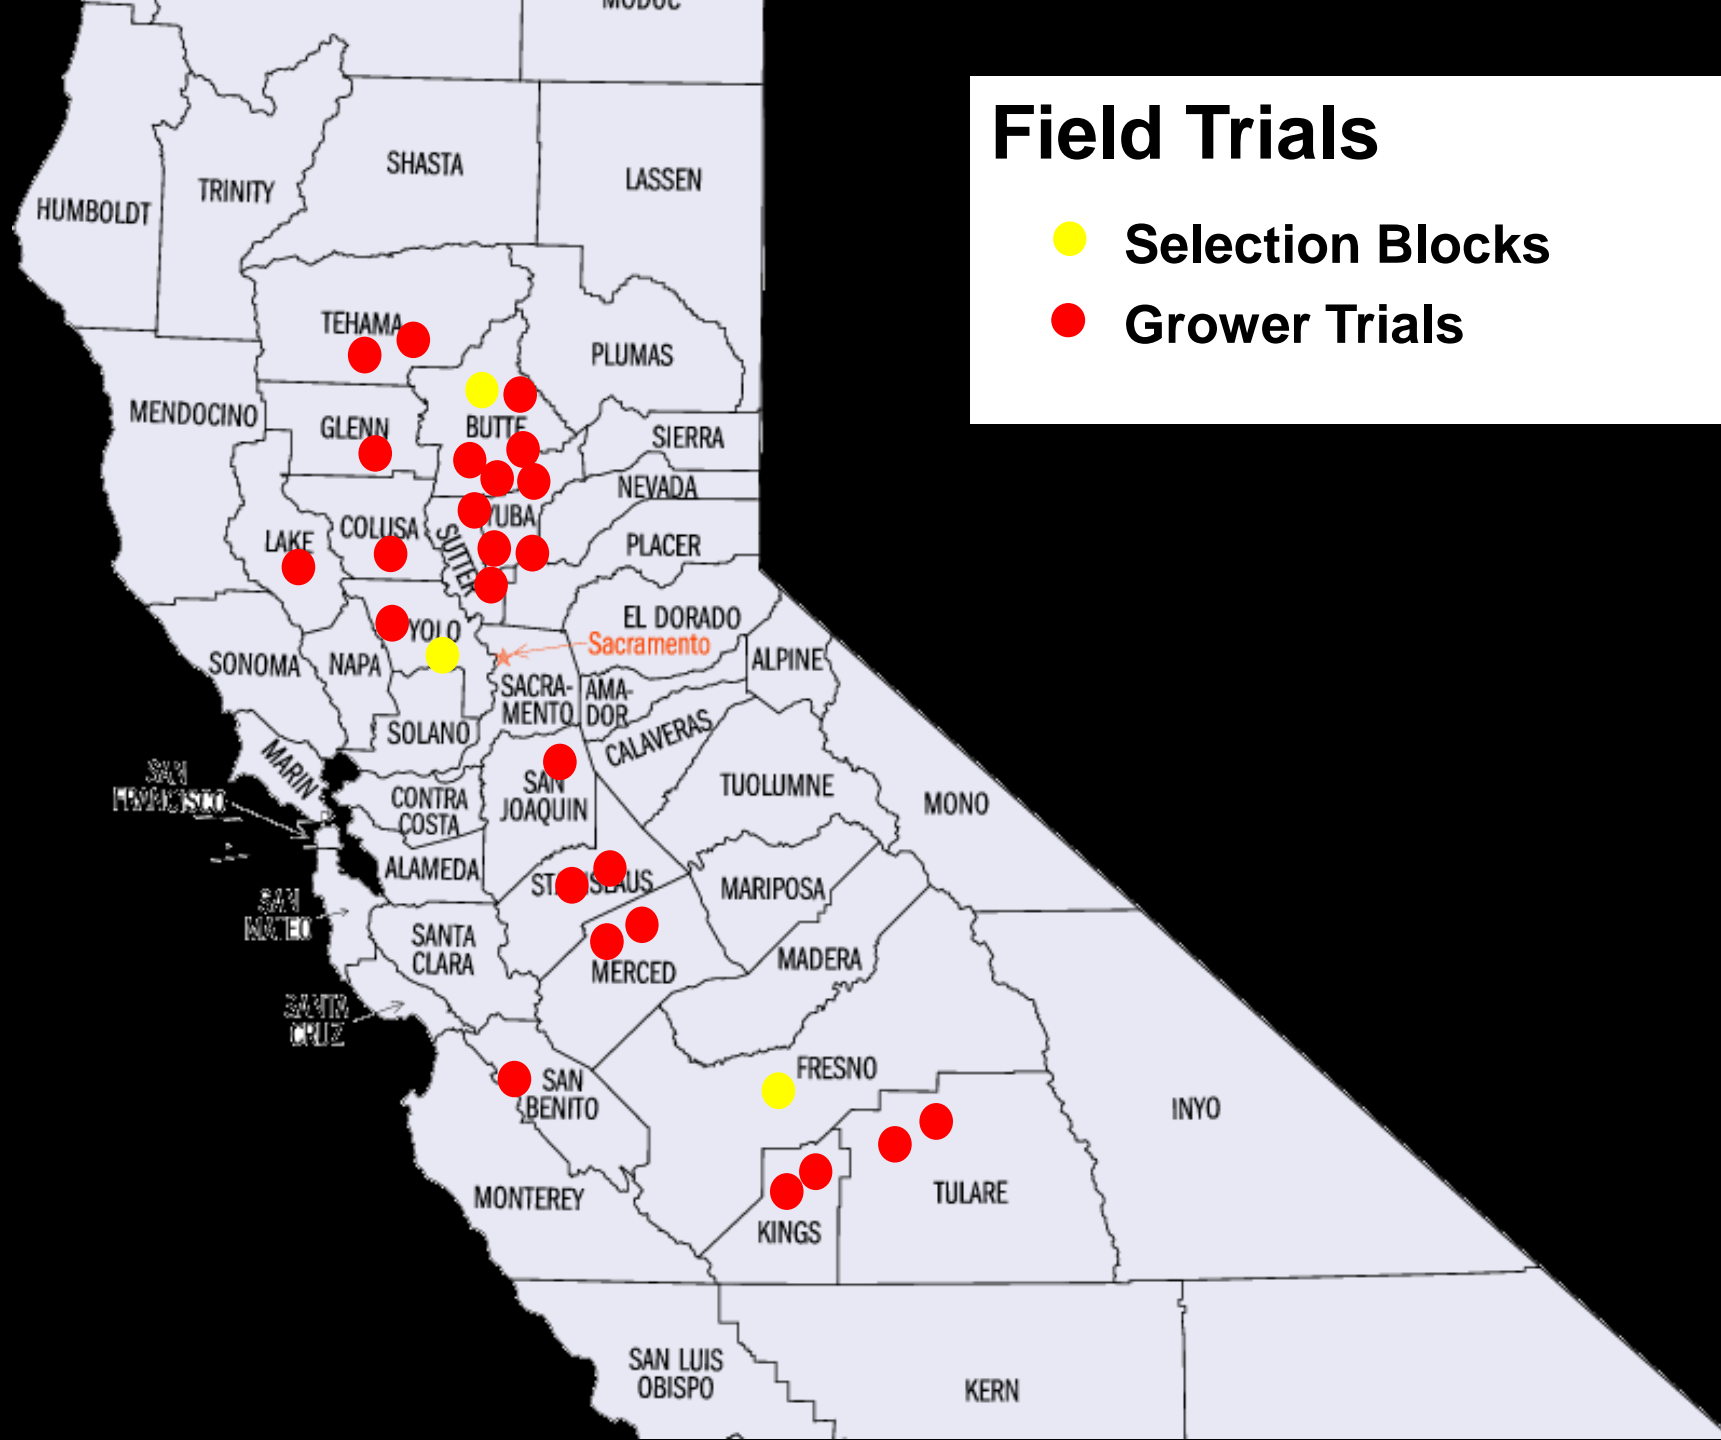 MODOC
Field Trials
Selection Blocks
Grower Trials
SHASTA
LASSEN
TRINITY
HUMBOLDT
TEHAMA
PLUMAS
MENDOCINO
GLENN
BUTTE
SIERRA
NEVADA
YUBA
COLUSA
SUTTER
LAKE
PLACER
EL DORADO
YOLO
Sacramento
SONOMA
NAPA
ALPINE
SACRA-
MENTO
AMA-
DOR
SOLANO
CALAVERAS
MARIN
SAN
FRANCISCO
SAN
JOAQUIN
TUOLUMNE
CONTRA
COSTA
MONO
ALAMEDA
STANISLAUS
MARIPOSA
SAN
MATEO
SANTA
CLARA
MERCED
MADERA
SANTA
CRUZ
FRESNO
SAN
BENITO
INYO
MONTEREY
TULARE
KINGS
SAN LUIS
OBISPO
KERN